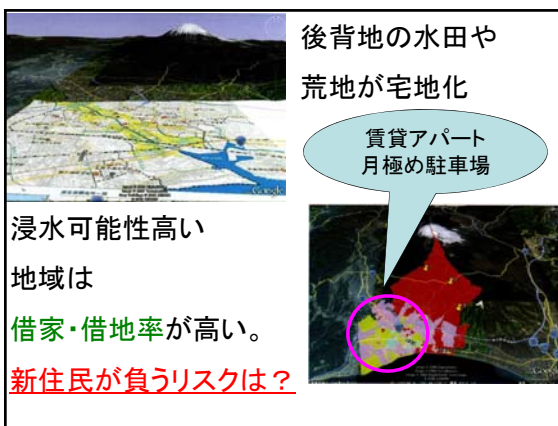 後背地の水田や
荒地が宅地化
賃貸アパート
月極め駐車場
浸水可能性高い
地域は
借家・借地率が高い。
新住民が負うリスクは？
Google